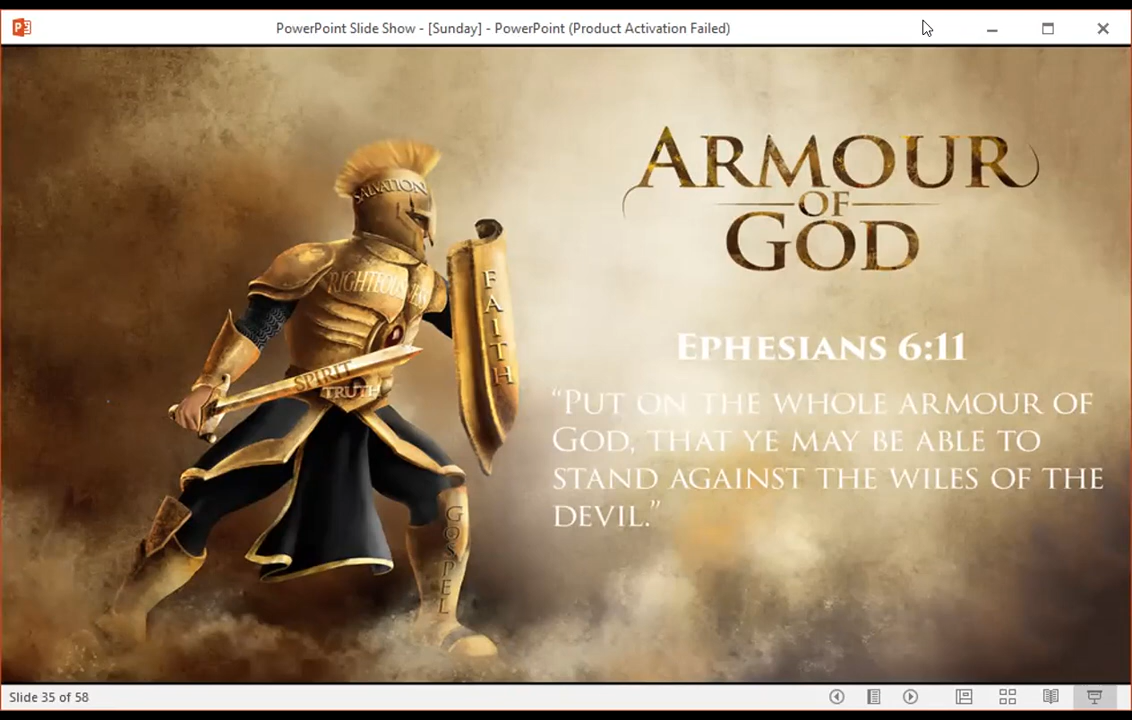 PowerPoint Slide Show - [Sunday] - PowerPoint (Product Activation Failed)
ARMOUR
OF
GOD
SALVATION
RIGHTEOUSNESS
FAITH
SPIRIT
TRUTH
GOSPEL
EPHESIANS 6:11
“PUT ON THE WHOLE ARMOUR OF
GOD, THAT YE MAY BE ABLE TO
STAND AGAINST THE WILES OF THE
DEVIL.”
Slide 35 of 58